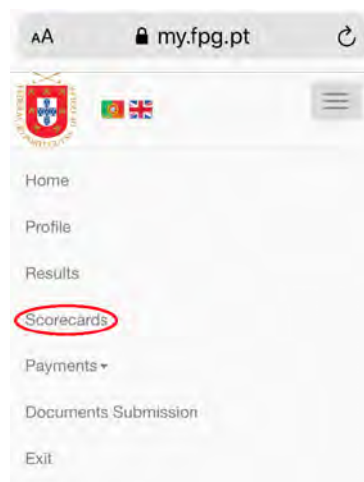 AA my.fpg.pt
Home
Profile
Results
Scorecards
Payments
Documents Submission
Exit